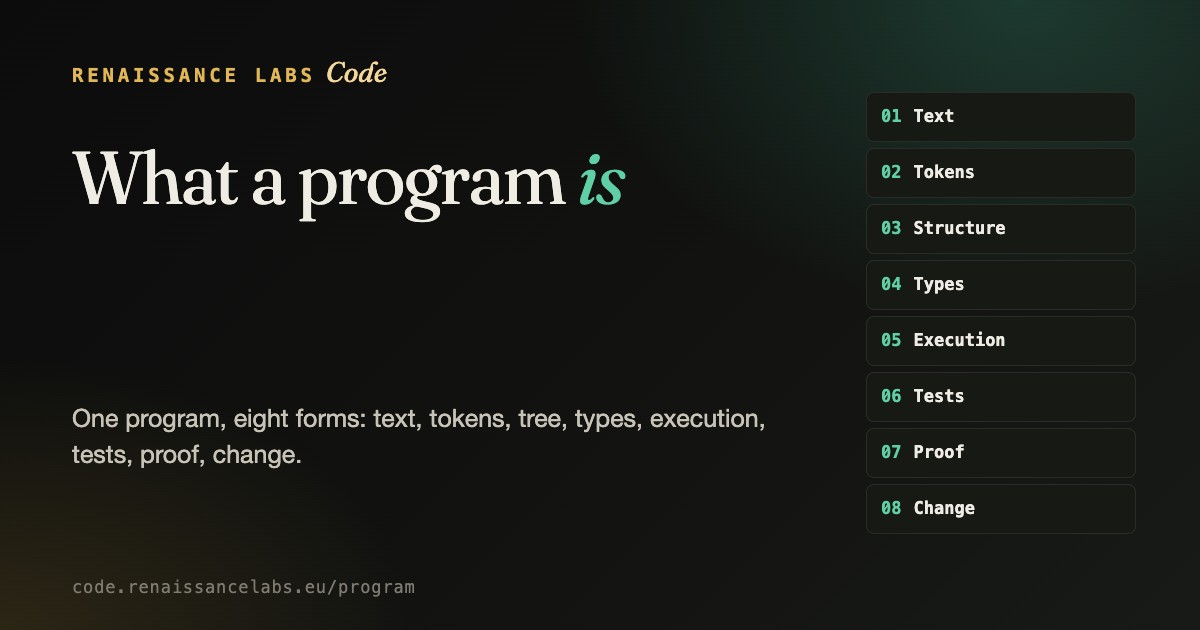 RENAISSANCE LABS Code
What a program is
One program, eight forms: text, tokens, tree, types, execution,
tests, proof, change.
code.renaissancelabs.eu/program
01 Text
02 Tokens
03 Structure
04 Types
05 Execution
06 Tests
07 Proof
08 Change